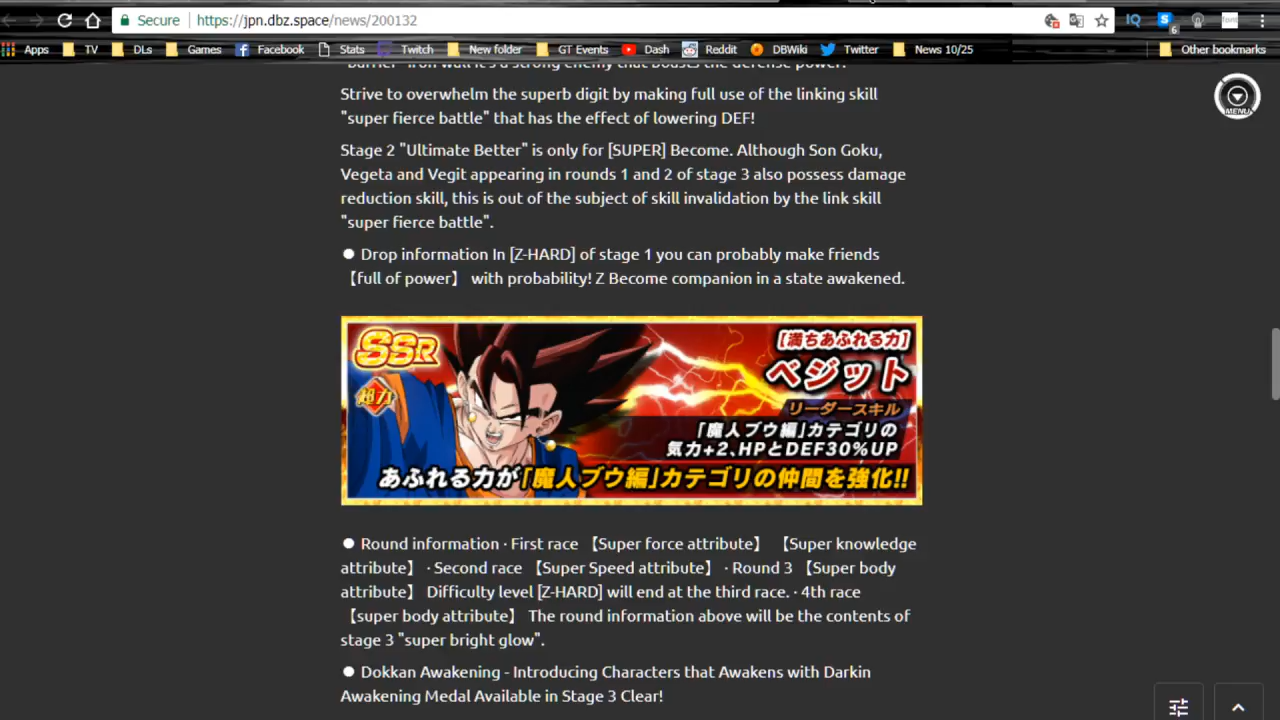 Secure
https://jpn.dbz.space/news/200132
Apps TV DLs Games Facebook Stats Twitch New folder GT Events Dash Reddit DBWiki Twitter News 10/25 Other bookmarks
MENU
"Barrier" iron wall it's a strong enemy that boosts the defense power!
Strive to overwhelm the superb digit by making full use of the linking skill
"super fierce battle" that has the effect of lowering DEF!
Stage 2 "Ultimate Better" is only for [SUPER] Become. Although Son Goku,
Vegeta and Vegit appearing in rounds 1 and 2 of stage 3 also possess damage
reduction skill, this is out of the subject of skill invalidation by the link skill
"super fierce battle".
● Drop information In [Z-HARD] of stage 1 you can probably make friends
【full of power】 with probability! Z Become companion in a state awakened.
SSR
超力
[満ちあふれる力]
ベジット
リーダースキル
「魔人ブウ編」カテゴリの
気力+2、HPとDEF30%UP
あふれる力が「魔人ブウ編」カテゴリの仲間を強化!!
● Round information · First race 【Super force attribute】 【Super knowledge
attribute】 · Second race 【Super Speed attribute】 · Round 3 【Super body
attribute】 Difficulty level [Z-HARD] will end at the third race. · 4th race
【super body attribute】 The round information above will be the contents of
stage 3 "super bright glow".
● Dokkan Awakening - Introducing Characters that Awakens with Darkin
Awakening Medal Available in Stage 3 Clear!